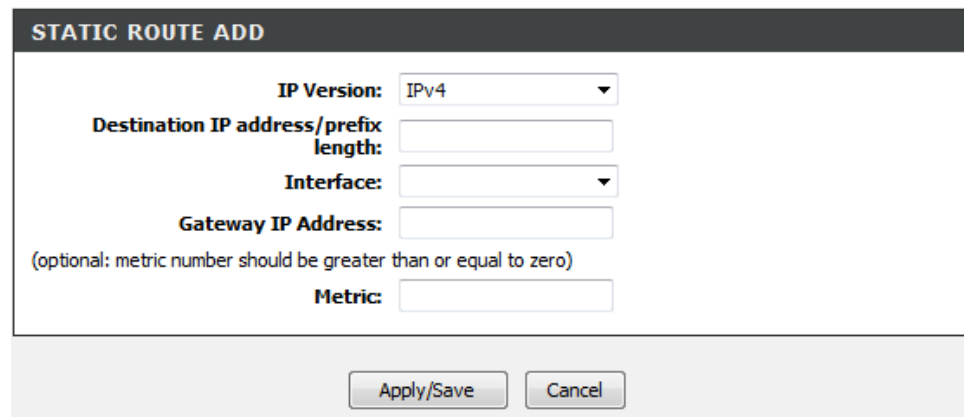 STATIC ROUTE ADD
IP Version: IPv4
Destination IP address/prefix
length:
Interface:
Gateway IP Address:
(optional: metric number should be greater than or equal to zero)
Metric:
Apply/Save Cancel